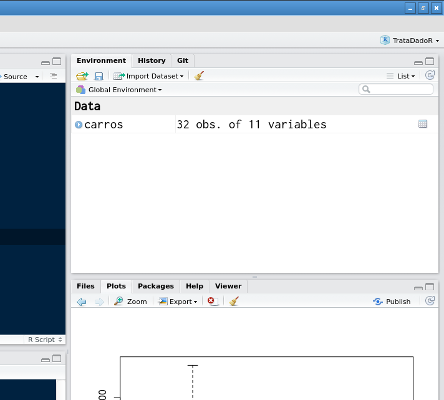 TrataDadoR
Environment History Git
Source Import Dataset List
Global Environment
Data
carros 32 obs. of 11 variables
Files Plots Packages Help Viewer
Zoom Export Publish
R Script
00